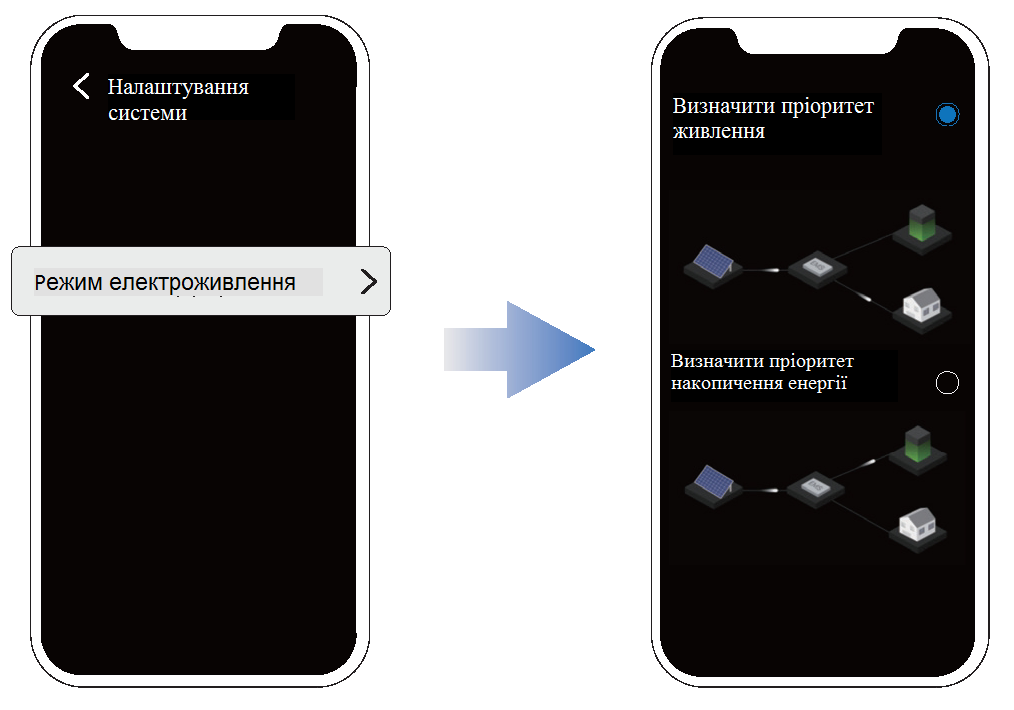 Налаштування
системи
Режим електроживлення
Визначити пріоритет
живлення
Визначити пріоритет
накопичення енергії